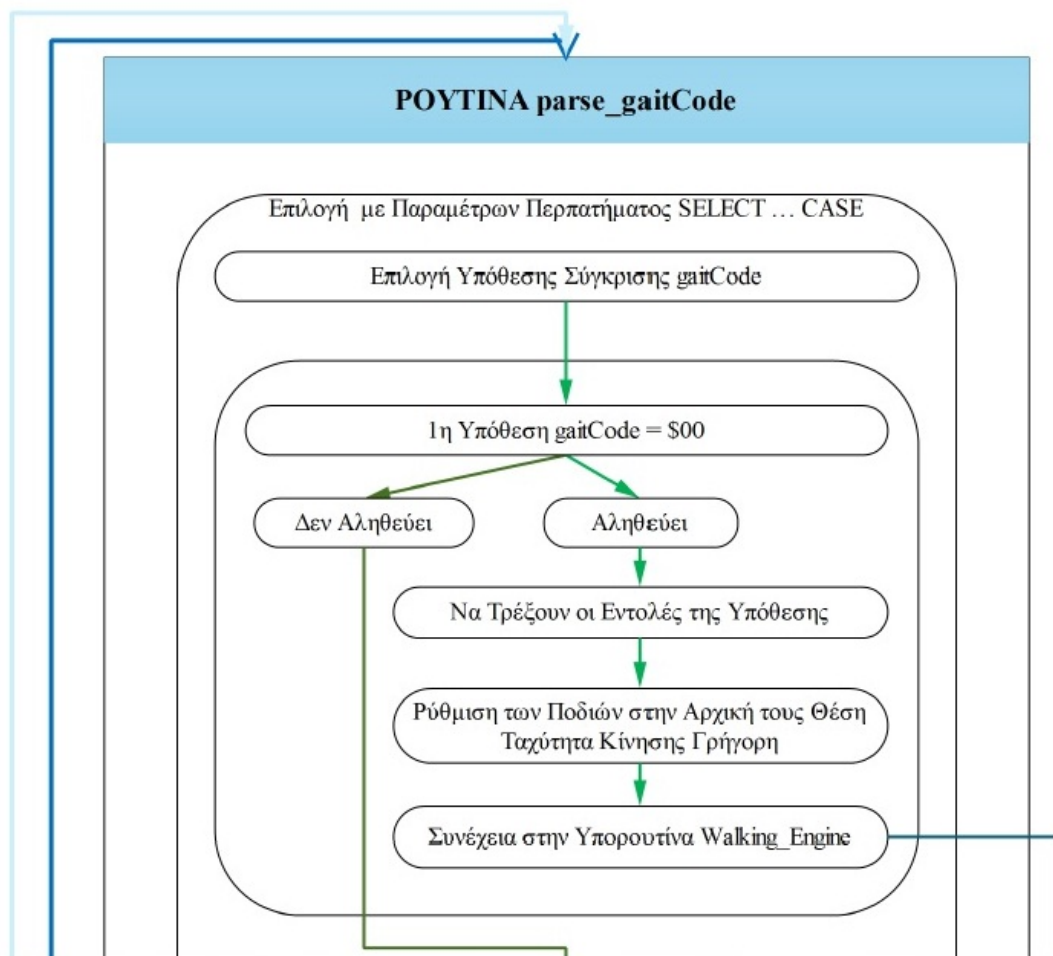 ΡΟΥΤΙΝΑ parse_gaitCode
Επιλογή με Παραμέτρων Περπατήματος SELECT … CASE
Επιλογή Υπόθεσης Σύγκρισης gaitCode
1η Υπόθεση gaitCode = $00
Δεν Αληθεύει
Αληθεύει
Να Τρέξουν οι Εντολές της Υπόθεσης
Ρύθμιση των Ποδιών στην Αρχική τους Θέση
Ταχύτητα Κίνησης Γρήγορη
Συνέχεια στην Υπορουτίνα Walking_Engine